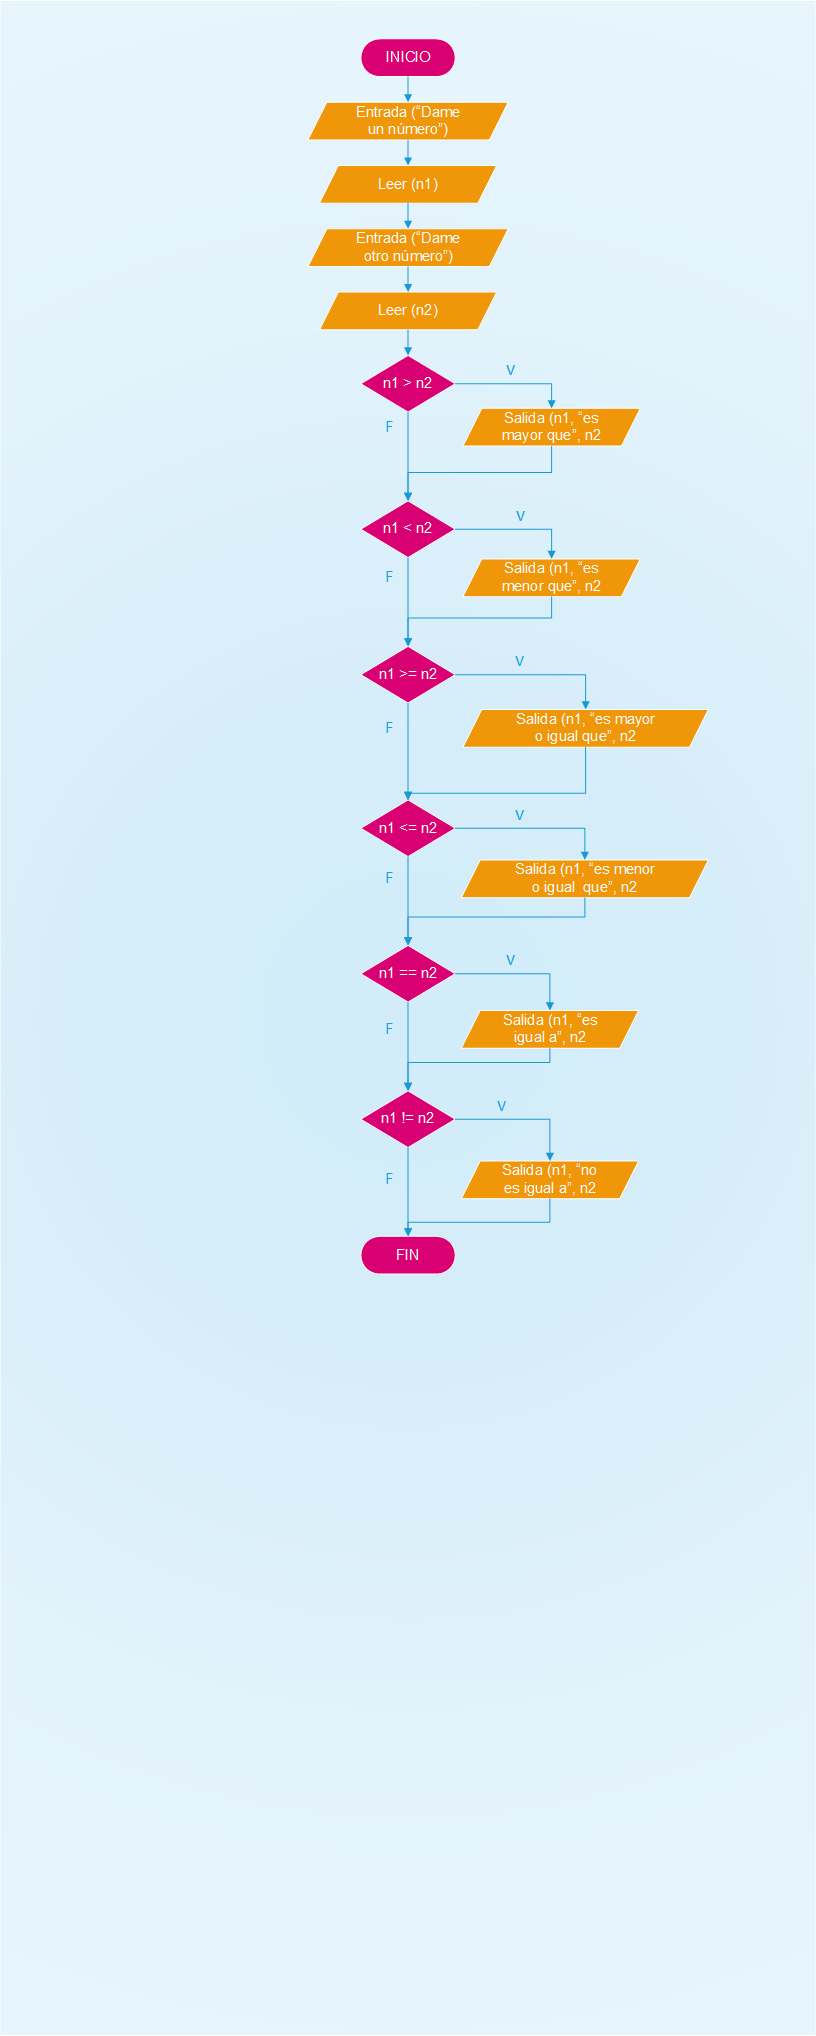 INICIO
Entrada (“Dame
un número”)
Leer (n1)
Entrada (“Dame
otro número”)
Leer (n2)
n1 > n2
V
Salida (n1, “es
mayor que”, n2
F
n1 < n2
V
Salida (n1, “es
menor que”, n2
F
n1 >= n2
V
Salida (n1, “es mayor
o igual que”, n2
F
n1 <= n2
V
Salida (n1, “es menor
o igual  que”, n2
F
n1 == n2
V
Salida (n1, “es
igual a”, n2
F
n1 != n2
V
Salida (n1, “no
es igual a”, n2
F
FIN